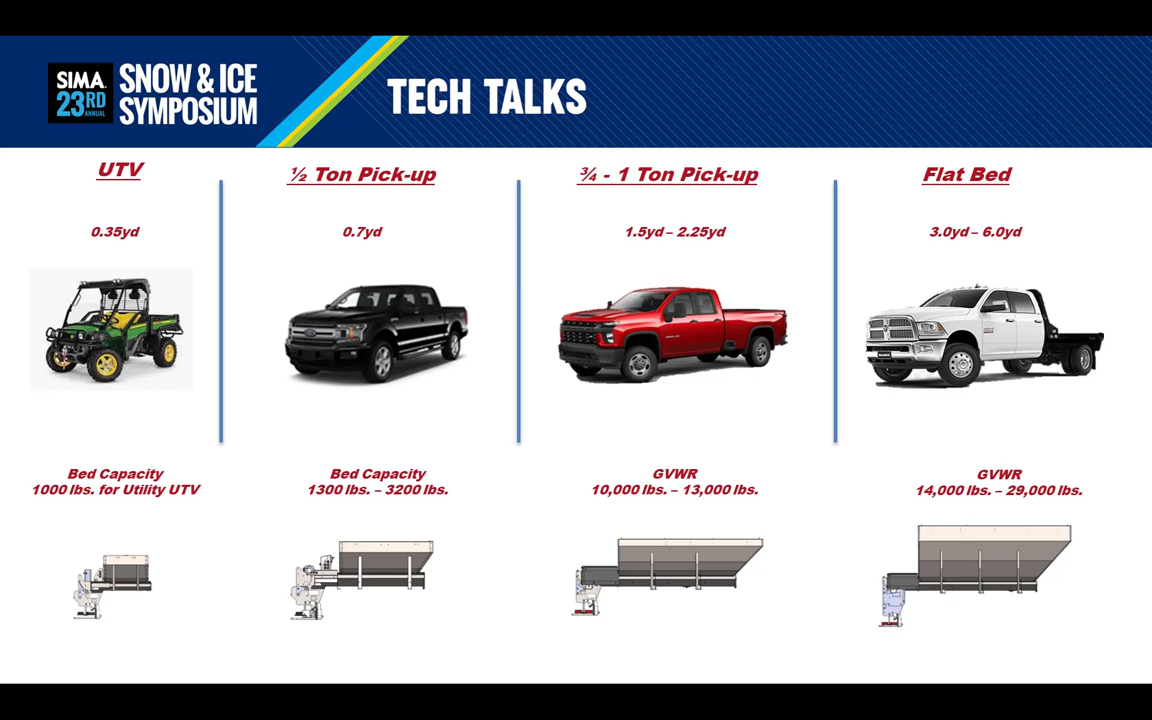 SIMA
23RD
ANNUAL
SNOW & ICE
SYMPOSIUM
TECH TALKS
UTV
½ Ton Pick-up
¾ - 1 Ton Pick-up
Flat Bed
0.35yd
0.7yd
1.5yd – 2.25yd
3.0yd – 6.0yd
Bed Capacity
1000 lbs. for Utility UTV
Bed Capacity
1300 lbs. – 3200 lbs.
GVWR
10,000 lbs. – 13,000 lbs.
GVWR
14,000 lbs. – 29,000 lbs.